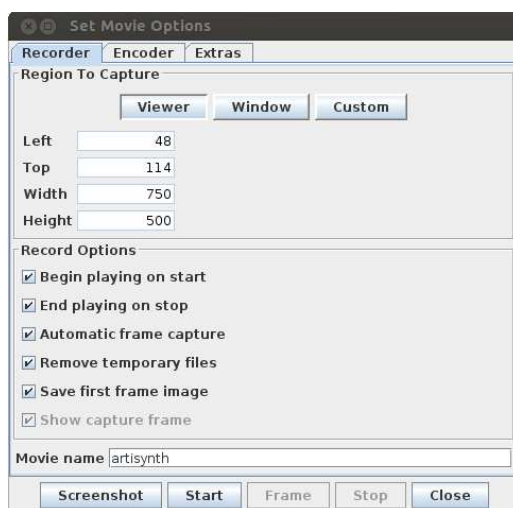 Set Movie Options
Recorder Encoder Extras
Region To Capture
Viewer Window Custom
Left 48
Top 114
Width 750
Height 500
Record Options
Begin playing on start
End playing on stop
Automatic frame capture
Remove temporary files
Save first frame image
Show capture frame
Movie name artisynth
Screenshot Start Frame Stop Close